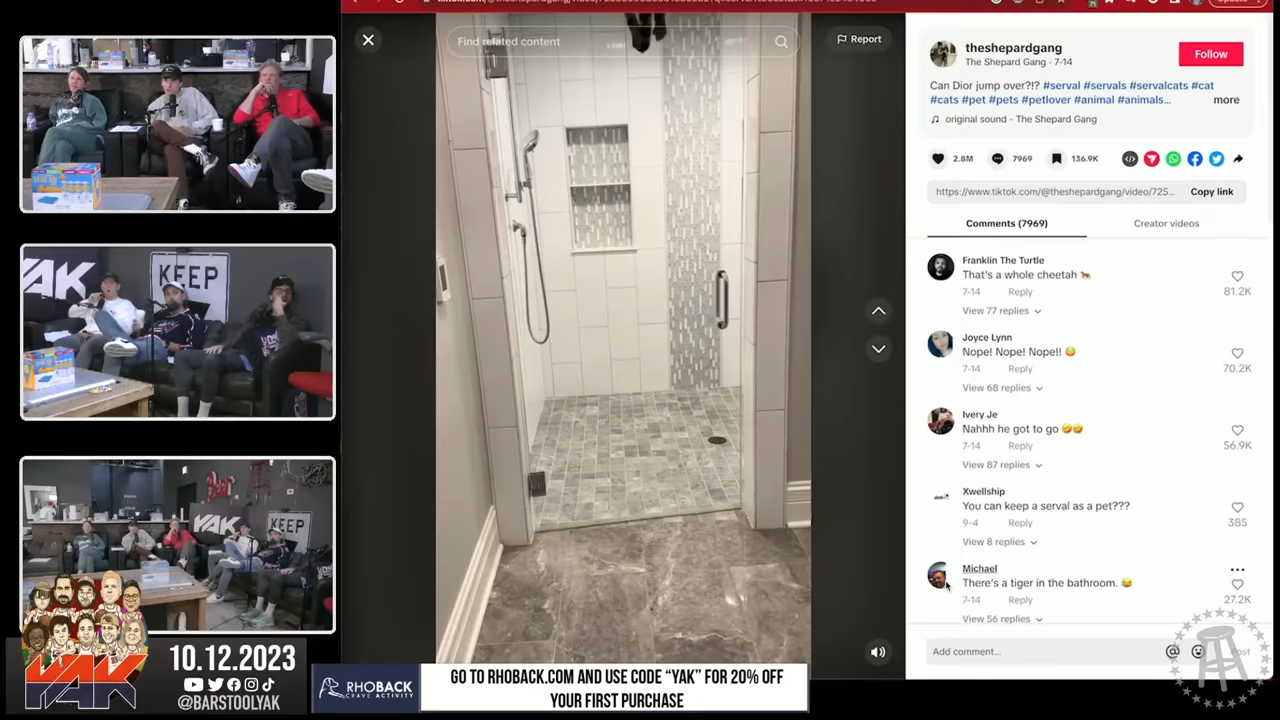 Find related content
Report
theshepardgang
The Shepard Gang · 7-14
Follow
Can Dior jump over?!? #serval #servals #servalcats #cat
#cats #pet #pets #petlover #animal #animals... more
original sound - The Shepard Gang
2.8M 7969 136.9K
https://www.tiktok.com/@theshepardgang/video/725... Copy link
Comments (7969) Creator videos
Franklin The Turtle
That's a whole cheetah 🐆
7-14 Reply 81.2K
View 77 replies
Joyce Lynn
Nope! Nope! Nope!! 😳
7-14 Reply 70.2K
View 68 replies
Ivery Je
Nahhh he got to go 🤣🤣
7-14 Reply 56.9K
View 87 replies
Xwellship
You can keep a serval as a pet???
9-4 Reply 385
View 8 replies
Michael
There's a tiger in the bathroom. 😂
7-14 Reply 27.2K
View 56 replies
Add comment...
YAK
KEEP
Beer
YAK
KEEP
YAK
10.12.2023
@BARSTOOLYAK
RHOBACK
CRAVE ACTIVITY
GO TO RHOBACK.COM AND USE CODE “YAK” FOR 20% OFF
YOUR FIRST PURCHASE